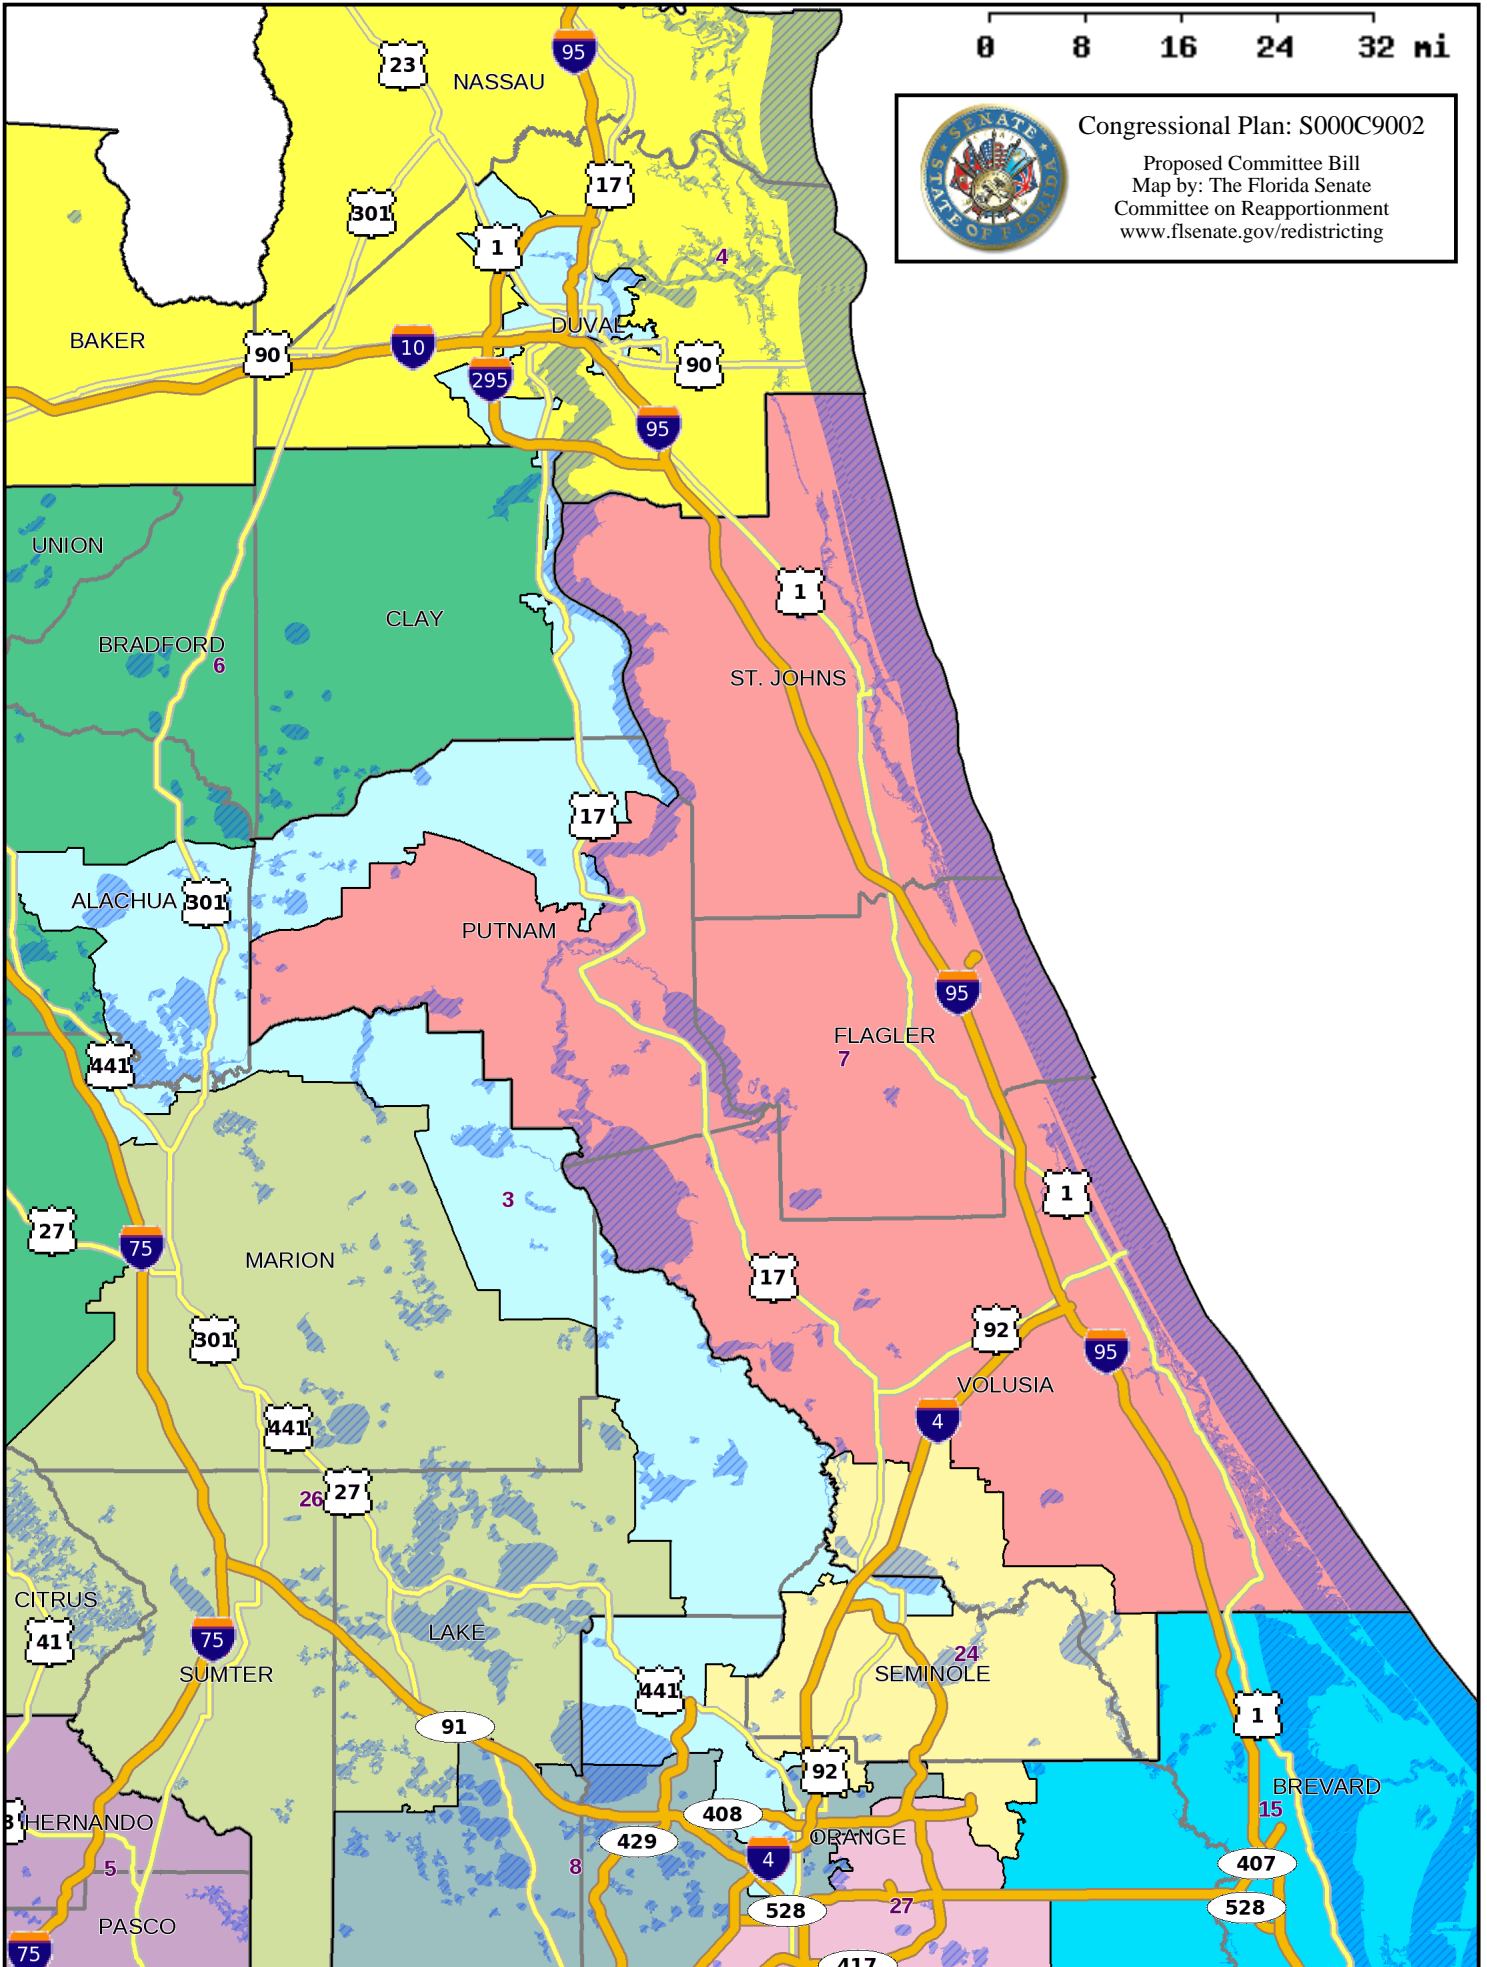 0 8 16 24 32 mi
Congressional Plan: S000C9002
Proposed Committee Bill
Map by: The Florida Senate
Committee on Reapportionment
www.flsenate.gov/redistricting
SENATE
STATE OF FLORIDA
23
95
NASSAU
17
301
1
4
BAKER
90
10
DUVAL
90
295
95
UNION
1
CLAY
BRADFORD
6
ST. JOHNS
17
ALACHUA
301
PUTNAM
95
FLAGLER
7
441
3
1
27
75
MARION
17
301
92
95
VOLUSIA
4
441
26
27
CITRUS
41
75
LAKE
SUMTER
24
SEMINOLE
441
91
1
92
BREVARD
15
HERNANDO
408
ORANGE
429
4
407
5
8
528
27
528
PASCO
75
417